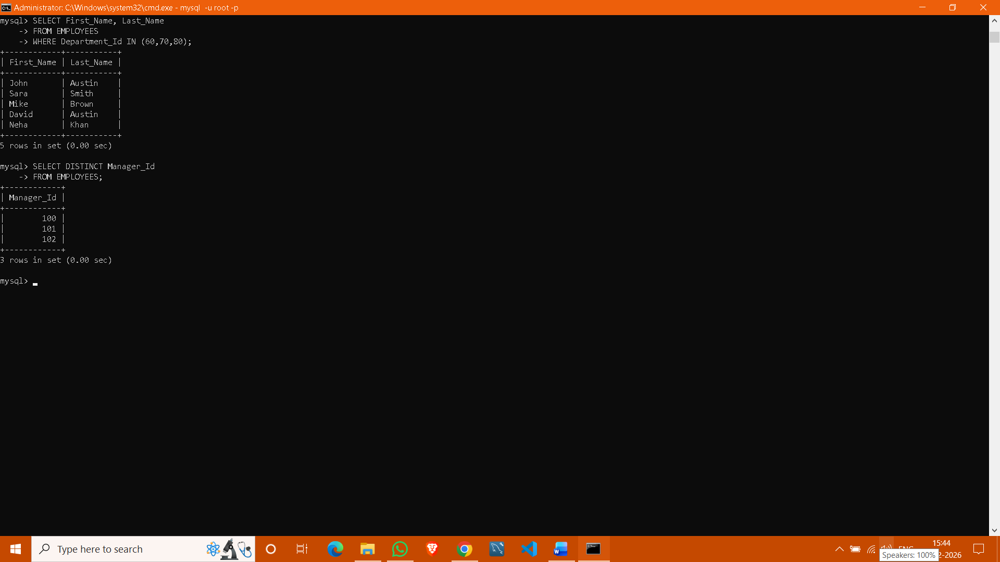 Administrator: C:\Windows\system32\cmd.exe - mysql  -u root -p
mysql> SELECT First_Name, Last_Name
    -> FROM EMPLOYEES
    -> WHERE Department_Id IN (60,70,80);
+------------+-----------+
| First_Name | Last_Name |
+------------+-----------+
| John       | Austin    |
| Sara       | Smith     |
| Mike       | Brown     |
| David      | Austin    |
| Neha       | Khan      |
+------------+-----------+
5 rows in set (0.00 sec)
mysql> SELECT DISTINCT Manager_Id
    -> FROM EMPLOYEES;
+------------+
| Manager_Id |
+------------+
|        100 |
|        101 |
|        102 |
+------------+
3 rows in set (0.00 sec)
mysql>
Type here to search
15:44
2-2026
Speakers: 100%